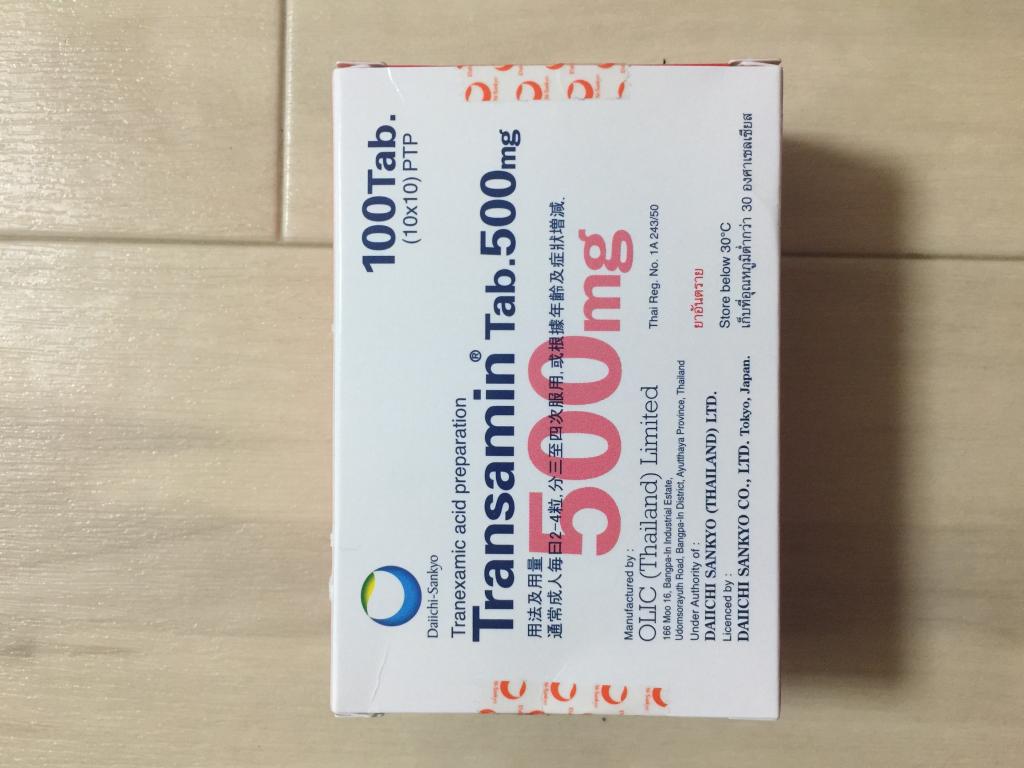 Daiichi-Sankyo
100Tab.
(10x10) PTP
Tranexamic acid preparation
Transamin® Tab.500mg
用法及用量
通常成人每日2-4粒,分三至四次服用,或根據年齡及症狀增減.
500mg
Manufactured by :
OLIC (Thailand) Limited
166 Moo 16, Bangpa-In Industrial Estate,
Udomsorayuth Road, Bangpa-In District, Ayutthaya Province, Thailand
Under Authority of :
DAIICHI SANKYO (THAILAND) LTD.
Licenced by :
DAIICHI SANKYO CO., LTD. Tokyo, Japan.
Thai Reg. No. 1A 243/50
ยาอันตราย
Store below 30°C
เก็บที่อุณหภูมิต่ำกว่า 30 องศาเซลเซียส